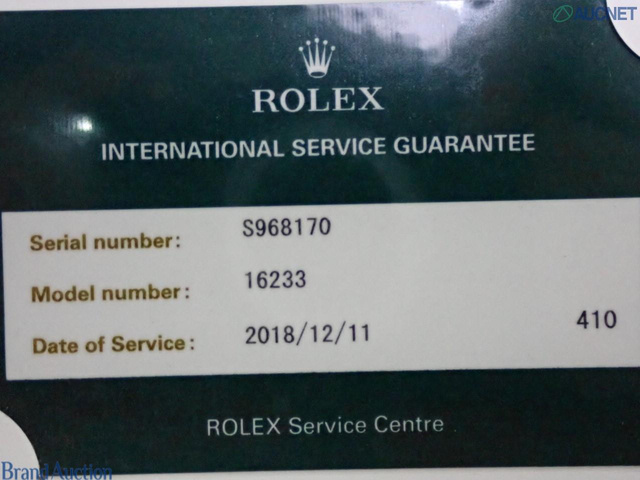 AUCNET
ROLEX
INTERNATIONAL SERVICE GUARANTEE
Serial number: S968170
Model number: 16233
Date of Service: 2018/12/11 410
ROLEX Service Centre
Brand Auction